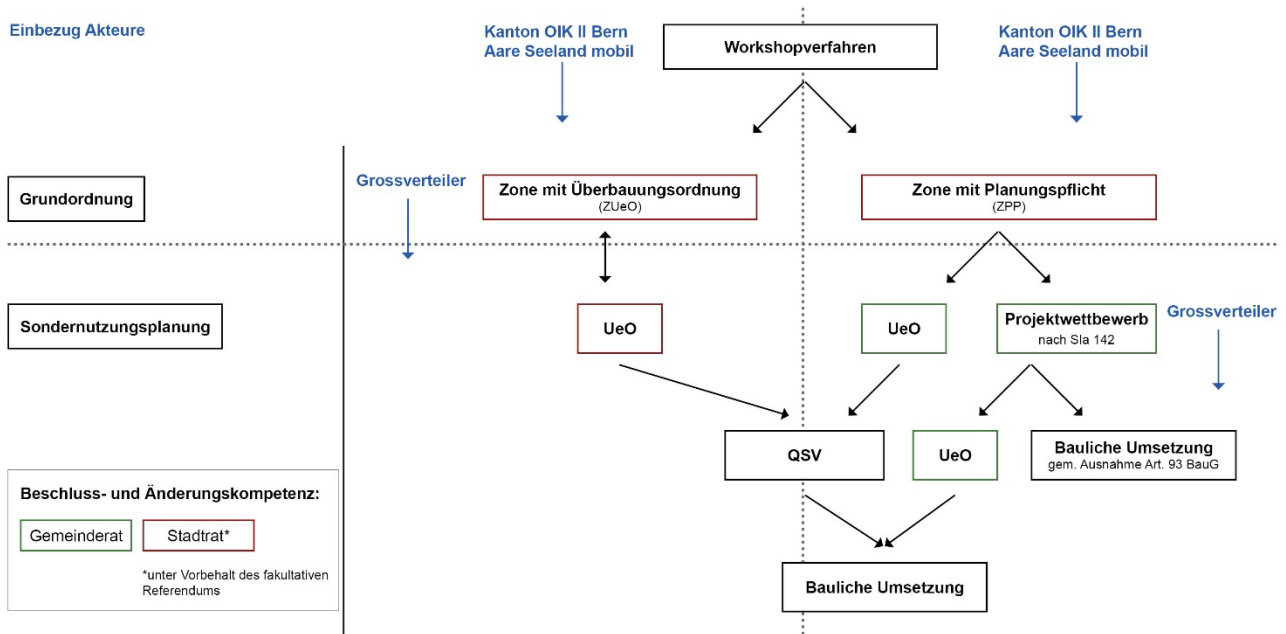 Einbezug Akteure
Kanton OIK II Bern
Aare Seeland mobil
Workshopverfahren
Kanton OIK II Bern
Aare Seeland mobil
Grundordnung
Grossverteiler
Zone mit Überbauungsordnung
(ZUeO)
Zone mit Planungspflicht
(ZPP)
Sondernutzungsplanung
UeO
UeO
Projektwettbewerb
nach Sla 142
Grossverteiler
QSV
UeO
Bauliche Umsetzung
gem. Ausnahme Art. 93 BauG
Beschluss- und Änderungskompetenz:
Gemeinderat
Stadtrat*
*unter Vorbehalt des fakultativen
Referendums
Bauliche Umsetzung